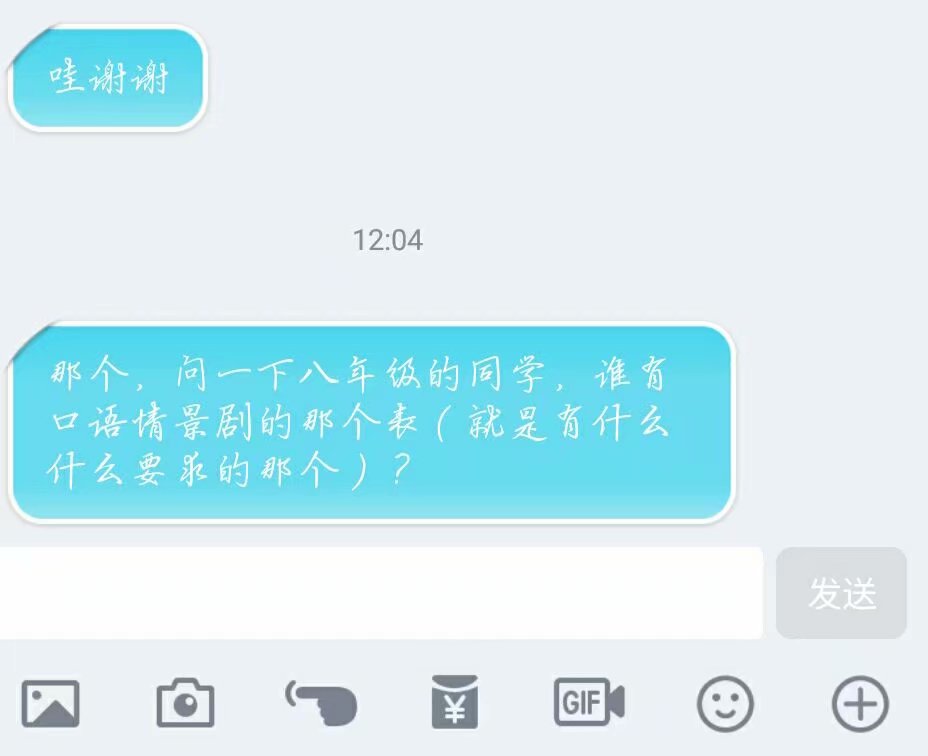 哇谢谢
12:04
那个，问一下八年级的同学，谁有
口语情景剧的那个表（就是有什么
什么要求的那个）？
发送
¥
GIF